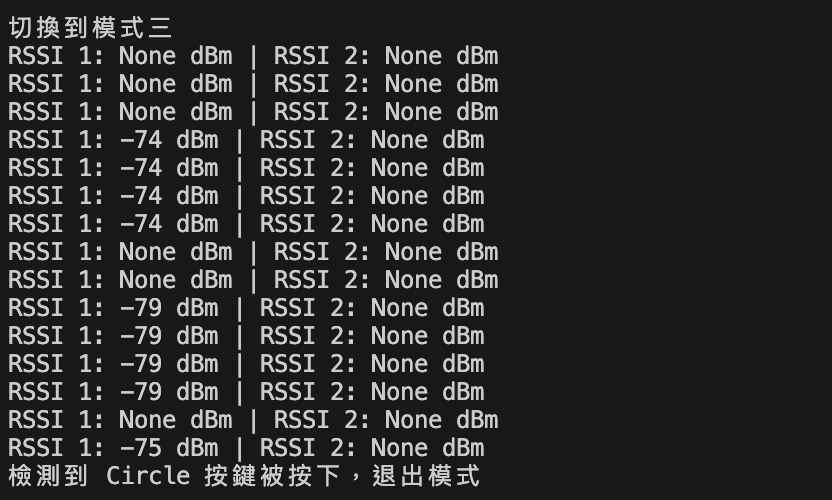 切換到模式三
RSSI 1: None dBm | RSSI 2: None dBm
RSSI 1: None dBm | RSSI 2: None dBm
RSSI 1: None dBm | RSSI 2: None dBm
RSSI 1: -74 dBm | RSSI 2: None dBm
RSSI 1: -74 dBm | RSSI 2: None dBm
RSSI 1: -74 dBm | RSSI 2: None dBm
RSSI 1: -74 dBm | RSSI 2: None dBm
RSSI 1: None dBm | RSSI 2: None dBm
RSSI 1: None dBm | RSSI 2: None dBm
RSSI 1: -79 dBm | RSSI 2: None dBm
RSSI 1: -79 dBm | RSSI 2: None dBm
RSSI 1: -79 dBm | RSSI 2: None dBm
RSSI 1: -79 dBm | RSSI 2: None dBm
RSSI 1: None dBm | RSSI 2: None dBm
RSSI 1: -75 dBm | RSSI 2: None dBm
檢測到 Circle 按鍵被按下，退出模式